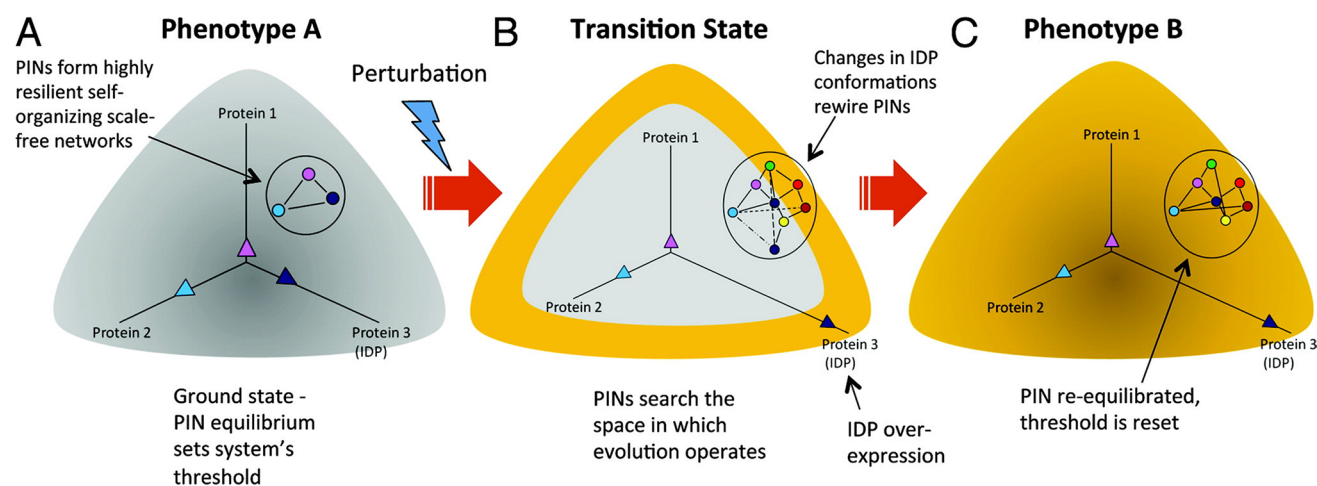 A
Phenotype A
PINs form highly
resilient self-
organizing scale-
free networks
Protein 1
Protein 2
Protein 3
(IDP)
Ground state -
PIN equilibrium
sets system's
threshold
Perturbation
B
Transition State
Changes in IDP
conformations
rewire PINs
Protein 1
Protein 2
Protein 3
(IDP)
PINs search the
space in which
evolution operates
IDP over-
expression
C
Phenotype B
Protein 1
Protein 2
Protein 3
(IDP)
PIN re-equilibrated,
threshold is reset